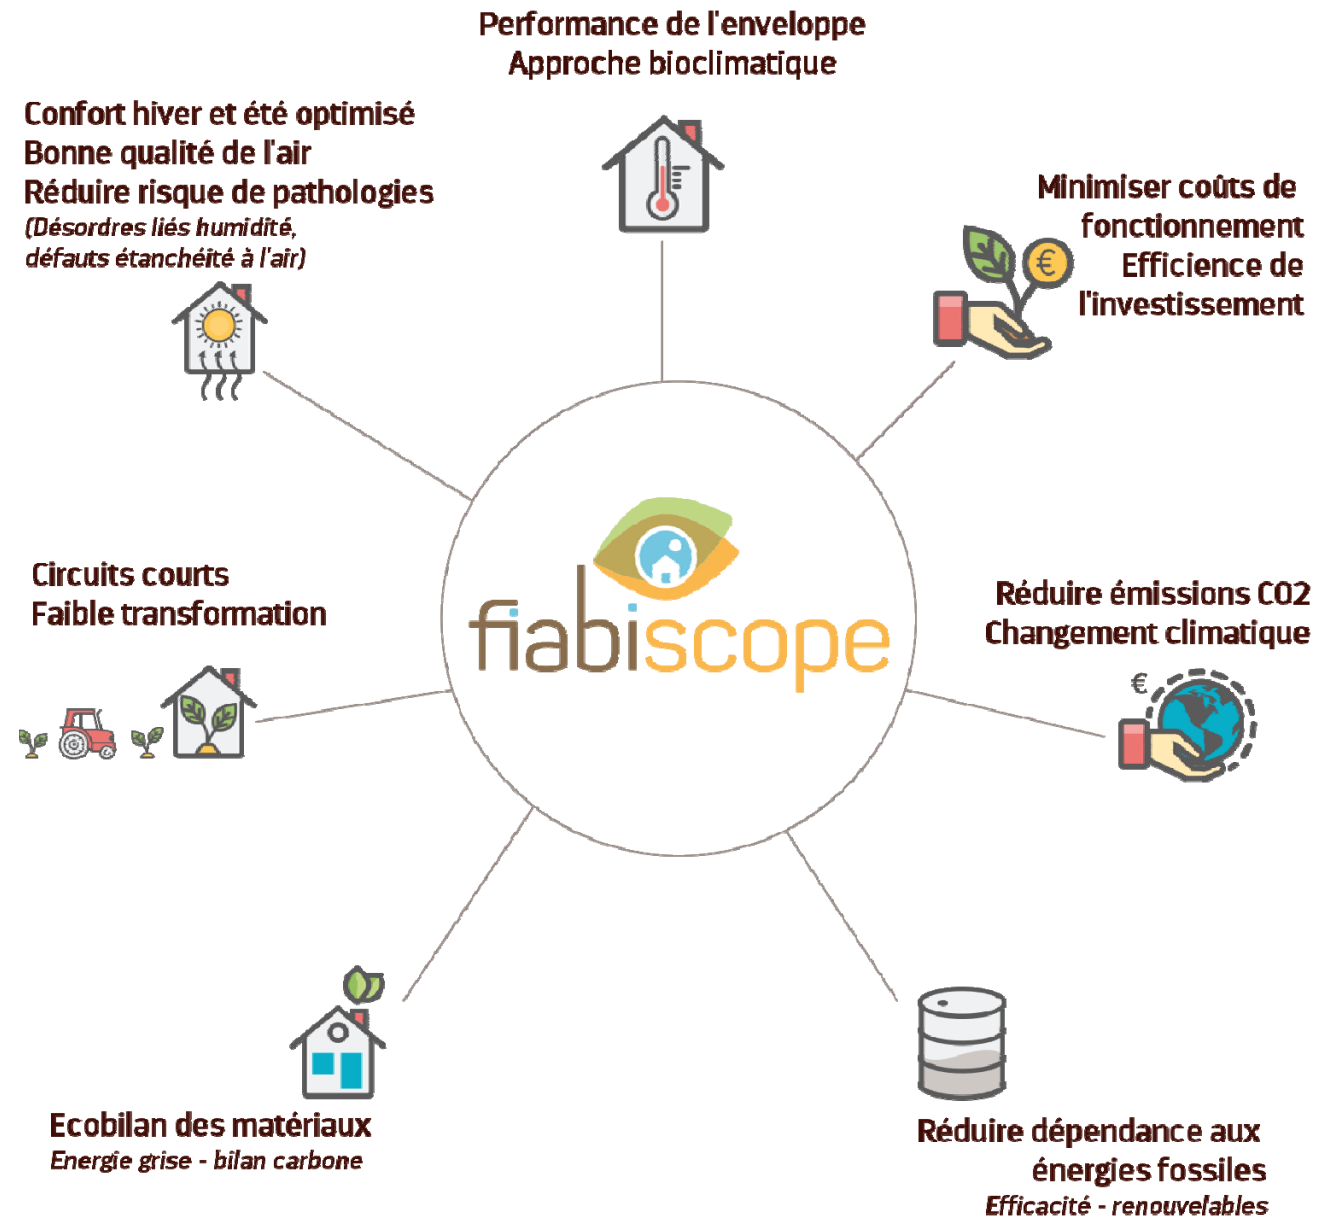 Performance de l'enveloppe
Approche bioclimatique
Confort hiver et été optimisé
Bonne qualité de l'air
Réduire risque de pathologies
(Désordres liés humidité,
défauts étanchéité à l'air)
Minimiser coûts de
fonctionnement
Efficience de
l'investissement
€
fiabiscope
Circuits courts
Faible transformation
Réduire émissions CO2
Changement climatique
€
Ecobilan des matériaux
Energie grise - bilan carbone
Réduire dépendance aux
énergies fossiles
Efficacité - renouvelables